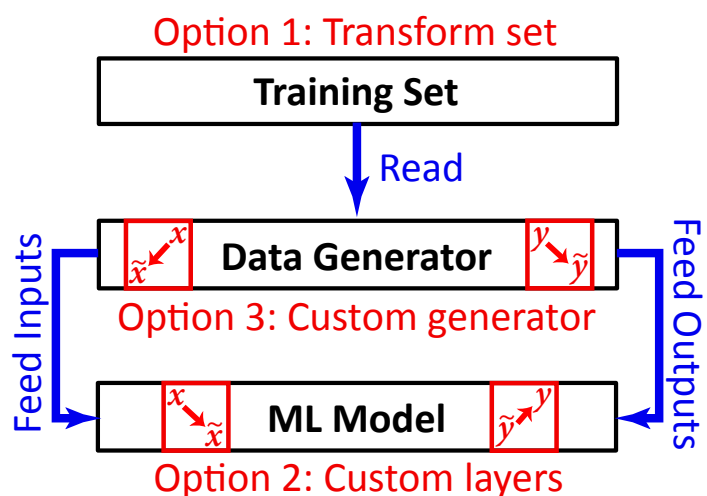 Option 1: Transform set
Training Set
Read
x
x̃
Data Generator
y
ỹ
Option 3: Custom generator
Feed Inputs
Feed Outputs
x
x̃
ML Model
ỹ
y
Option 2: Custom layers